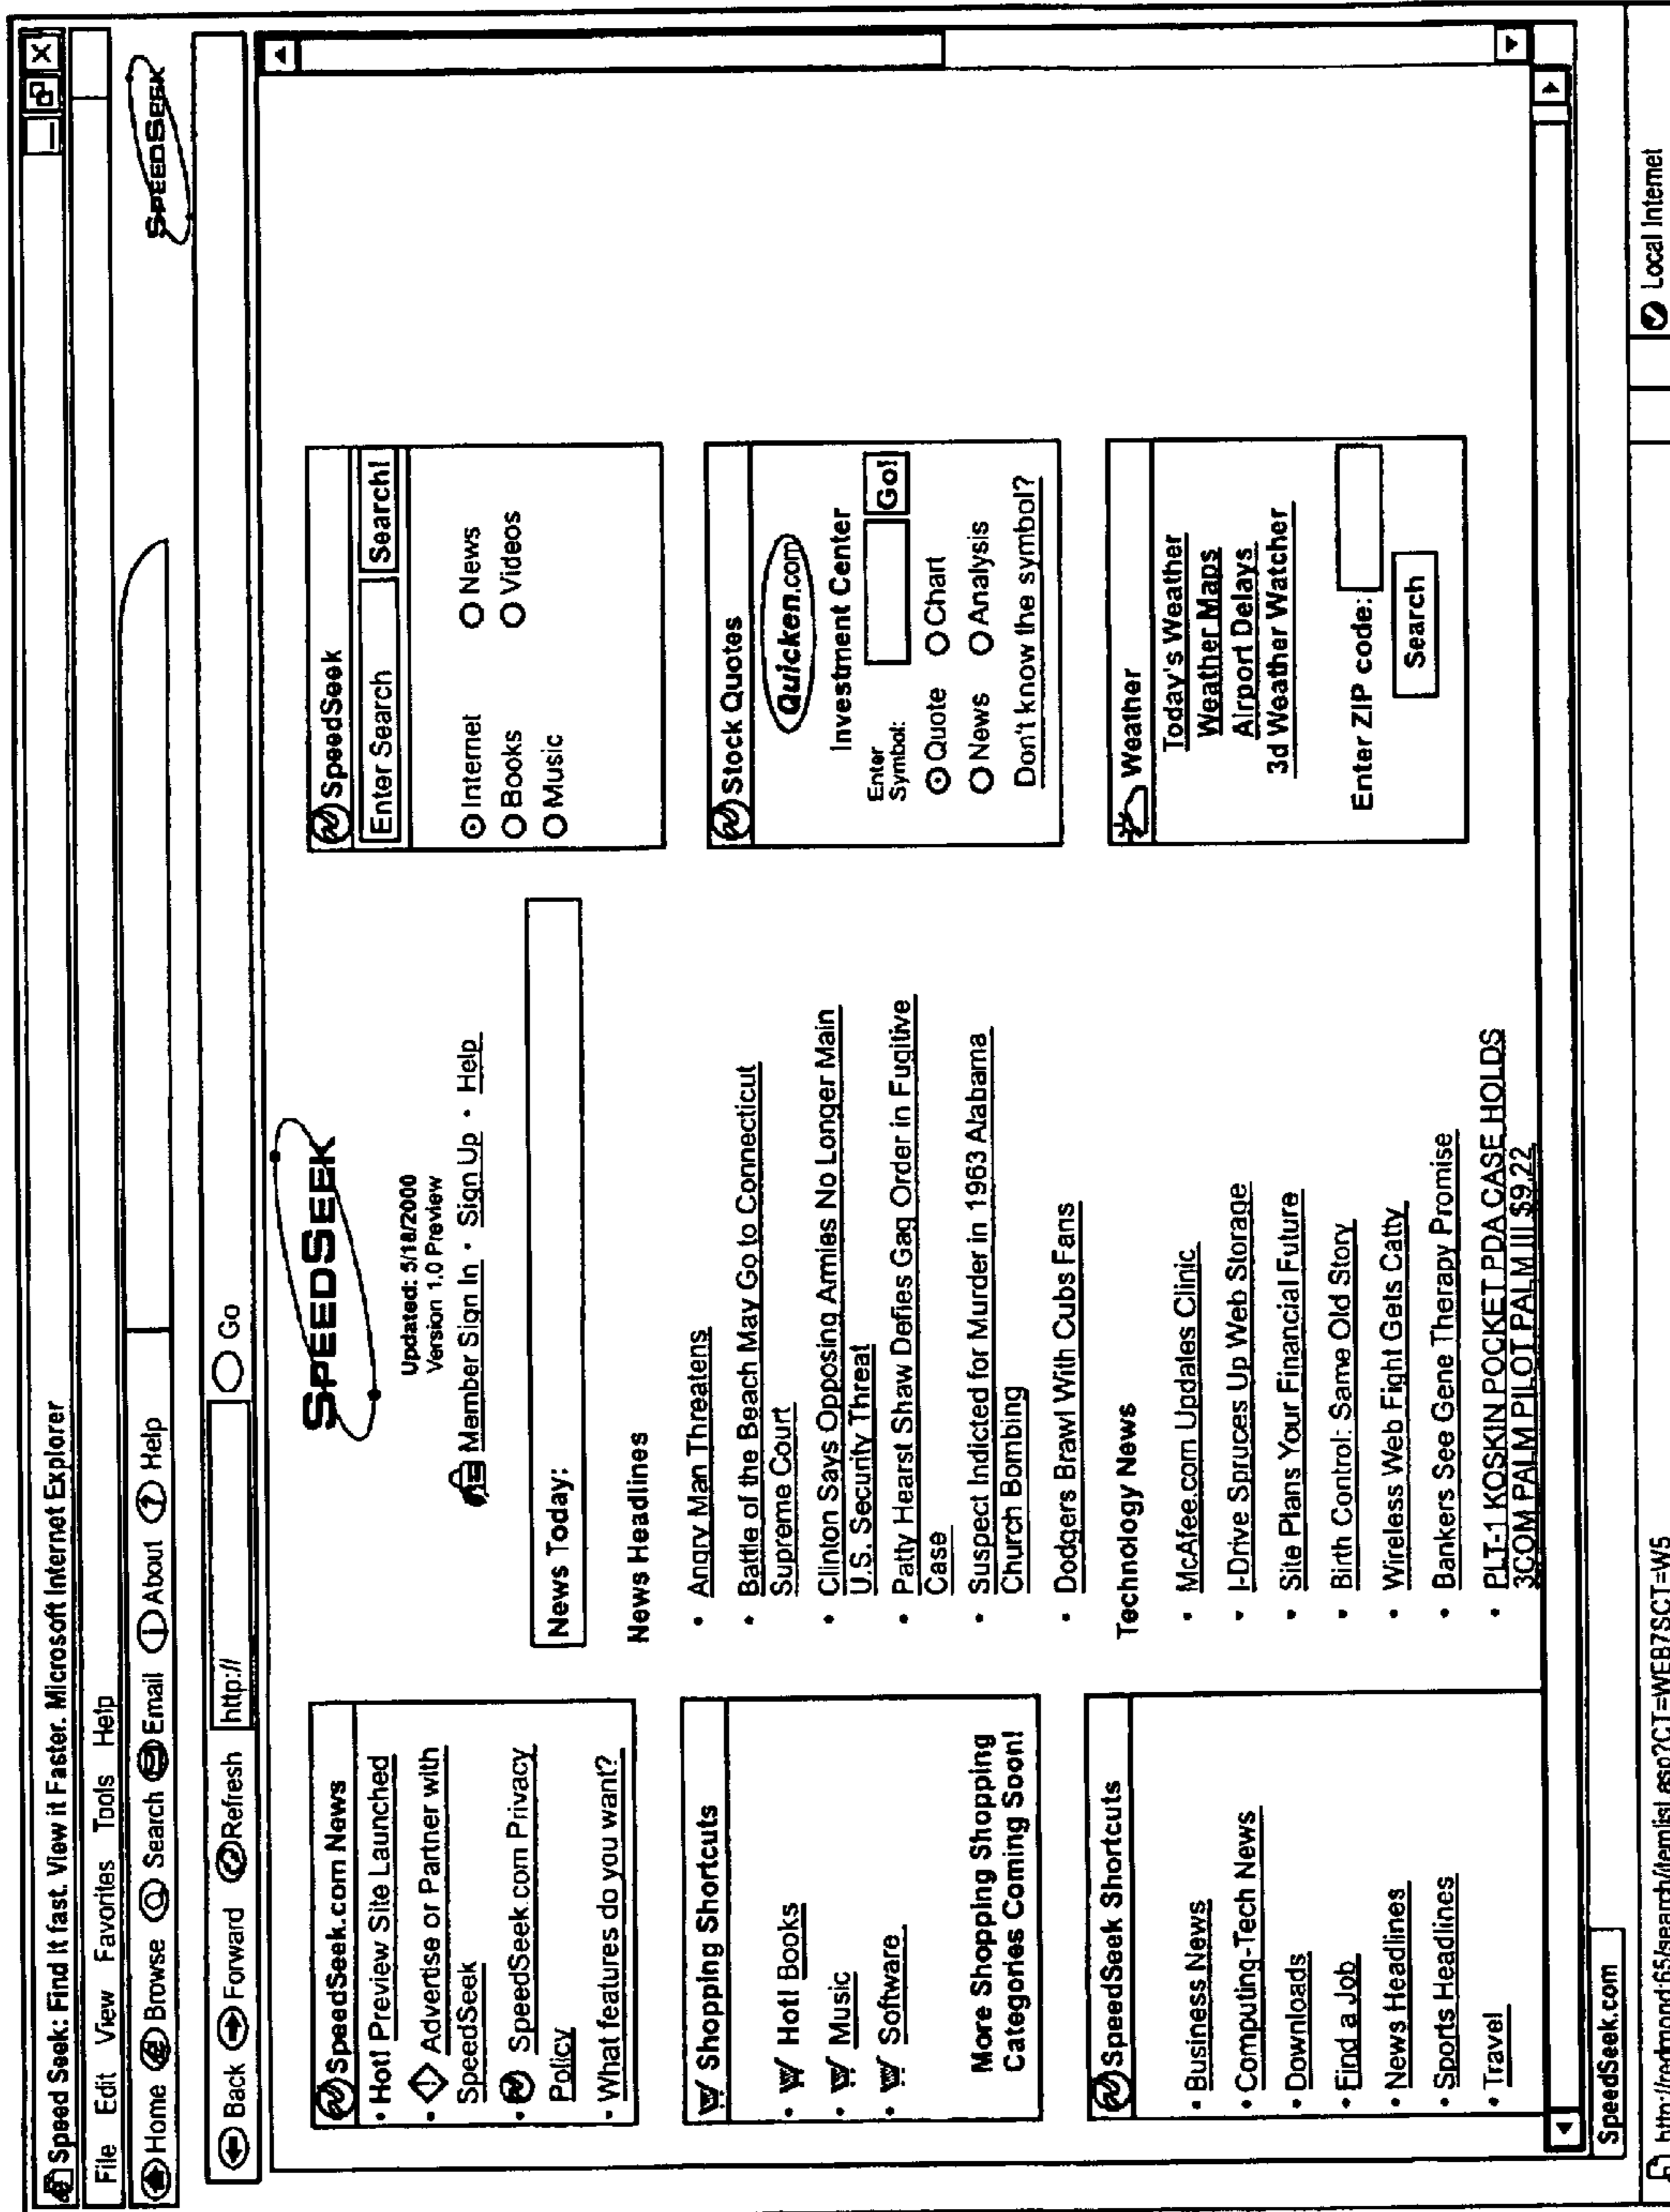 Speed Seek: Find It fast. View it Faster. Microsoft Internet Explorer
File Edit View Favorites Tools Help
Home Browse Search Email About Help
SPEEDSEEK
Back Forward Refresh http:// Go
SpeedSeek.com News
• Hot! Preview Site Launched
• Advertise or Partner with
SpeedSeek
• SpeedSeek.com Privacy
Policy
• What features do you want?
Shopping Shortcuts
• Hot! Books
• Music
• Software
More Shopping Shopping
Categories Coming Soon!
SpeedSeek Shortcuts
• Business News
• Computing-Tech News
• Downloads
• Find a Job
• News Headlines
• Sports Headlines
• Travel
SPEEDSEEK
Updated: 5/18/2000
Version 1.0 Preview
Member Sign In • Sign Up • Help
News Today:
News Headlines
• Angry Man Threatens
• Battle of the Beach May Go to Connecticut
Supreme Court
• Clinton Says Opposing Armies No Longer Main
U.S. Security Threat
• Patty Hearst Shaw Defies Gag Order in Fugitive
Case
• Suspect Indicted for Murder in 1963 Alabama
Church Bombing
• Dodgers Brawl With Cubs Fans
Technology News
• McAfee.com Updales Clinic
• I-Drive Spruces Up Web Storage
• Site Plans Your Financial Future
• Birth Control: Same Old Story
• Wireless Web Fight Gets Catty
• Bankers See Gene Therapy Promise
• PLT-1 KOSKIN POCKET PDA CASE HOLDS
3COM PALM PILOT PALM III $9.22
SpeedSeek
Enter Search Search!
Internet News
Books Videos
Music
Stock Quotes
Quicken.com
Investment Center
Enter
Symbol: Go!
Quote Chart
News Analysis
Don't know the symbol?
Weather
Today's Weather
Weather Maps
Airport Delays
3d Weather Watcher
Enter ZIP code:
Search
SpeedSeek.com
http://redmond:65/search/itemlist.asp?CT=WEB7SCT=W5
Local Internet